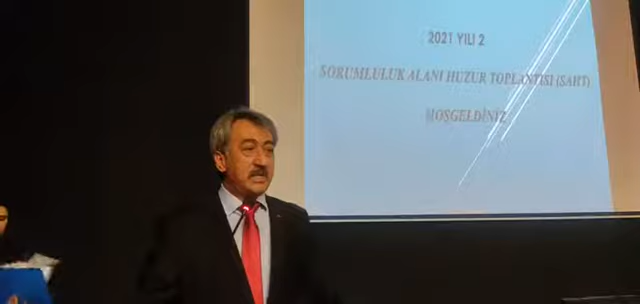 2021 YILI 2
SORUMLULUK ALANI HUZUR TOPLANTISI (SAHT)
HOŞGELDİNİZ